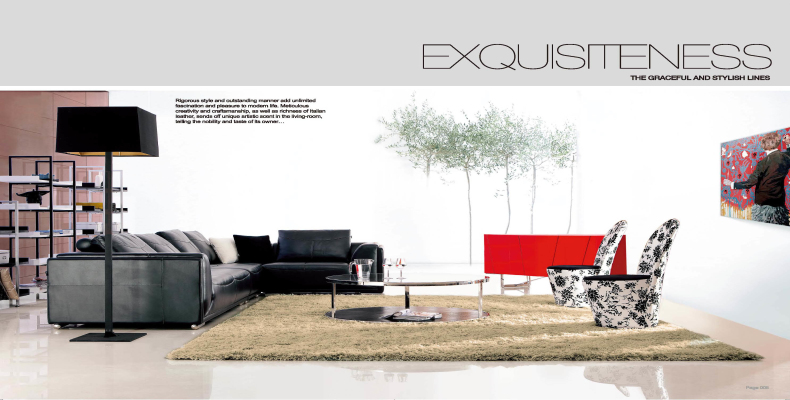 EXQUISITENESS
THE GRACEFUL AND STYLISH LINES
Rigorous style and outstanding manner add unlimited
fascination and pleasure to modern life. Meticulous
creativity and craftsmanship, as well as richness of Italian
leather, sends off unique artistic scent in the living-room,
telling the nobility and taste of its owner...